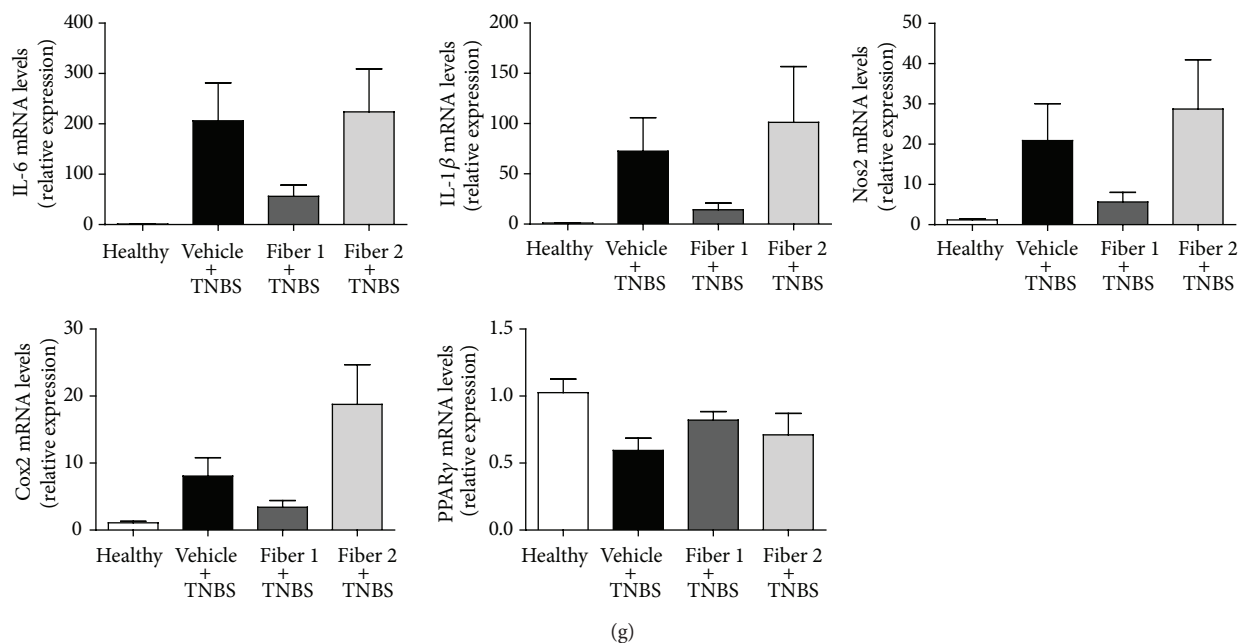 IL-6 mRNA levels
(relative expression)
400
300
200
100
0
Healthy
Vehicle
+
TNBS
Fiber 1
+
TNBS
Fiber 2
+
TNBS
IL-1β mRNA levels
(relative expression)
200
150
100
50
0
Healthy
Vehicle
+
TNBS
Fiber 1
+
TNBS
Fiber 2
+
TNBS
Nos2 mRNA levels
(relative expression)
50
40
30
20
10
0
Healthy
Vehicle
+
TNBS
Fiber 1
+
TNBS
Fiber 2
+
TNBS
Cox2 mRNA levels
(relative expression)
30
20
10
0
Healthy
Vehicle
+
TNBS
Fiber 1
+
TNBS
Fiber 2
+
TNBS
PPARγ mRNA levels
(relative expression)
1.5
1.0
0.5
0.0
Healthy
Vehicle
+
TNBS
Fiber 1
+
TNBS
Fiber 2
+
TNBS
(g)